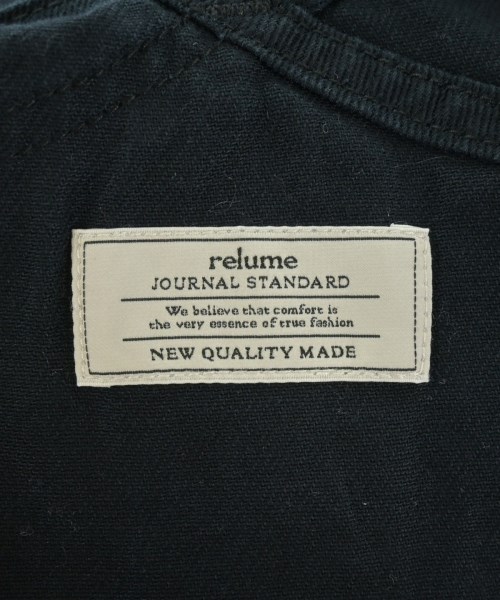 relume
JOURNAL STANDARD
We believe that comfort is
the very essence of true fashion
NEW QUALITY MADE